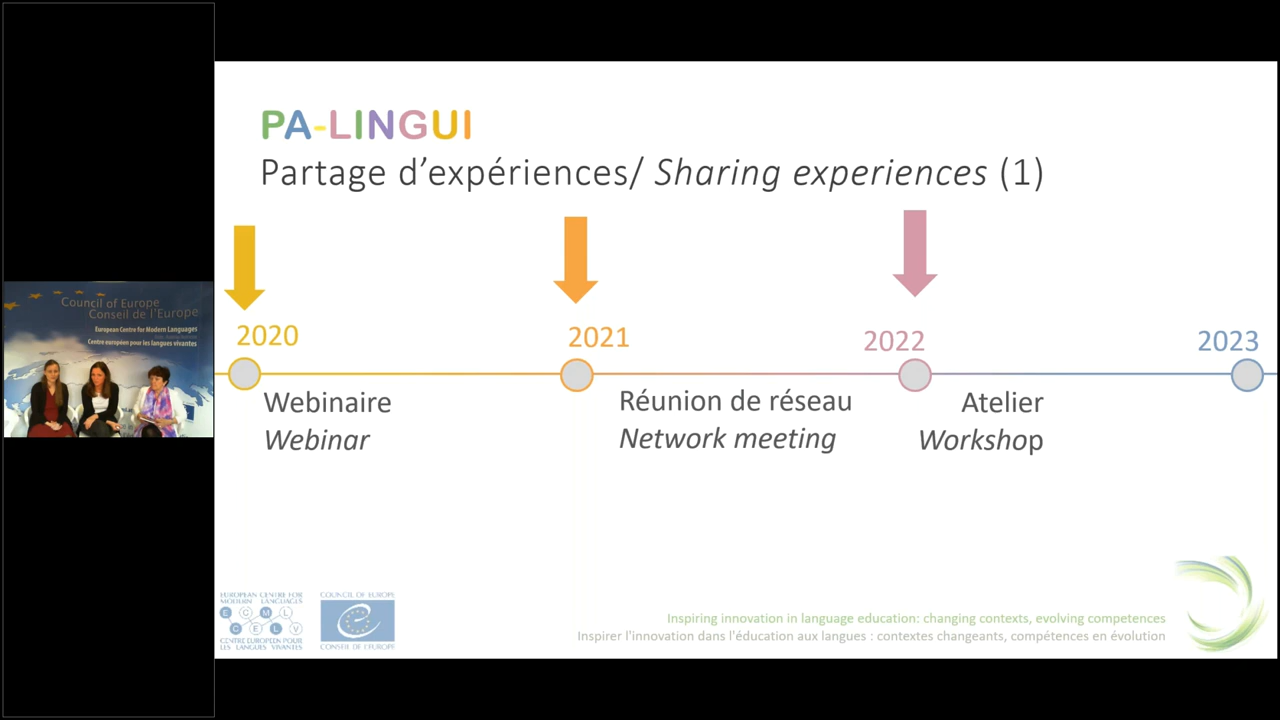 PA-LINGUI
Partage d'expériences/ Sharing experiences (1)
2020
2021
2022
2023
Webinaire
Webinar
Réunion de réseau
Network meeting
Atelier
Workshop
Council of Europe
Conseil de l'Europe
European Centre for Modern Languages
Centre européen pour les langues vivantes
EUROPEAN CENTRE FOR
MODERN LANGUAGES
E C M L
C E L V
CENTRE EUROPEEN POUR
LES LANGUES VIVANTES
COUNCIL OF EUROPE
CONSEIL DE L'EUROPE
Inspiring innovation in language education: changing contexts, evolving competences
Inspirer l'innovation dans l'éducation aux langues : contextes changeants, compétences en évolution